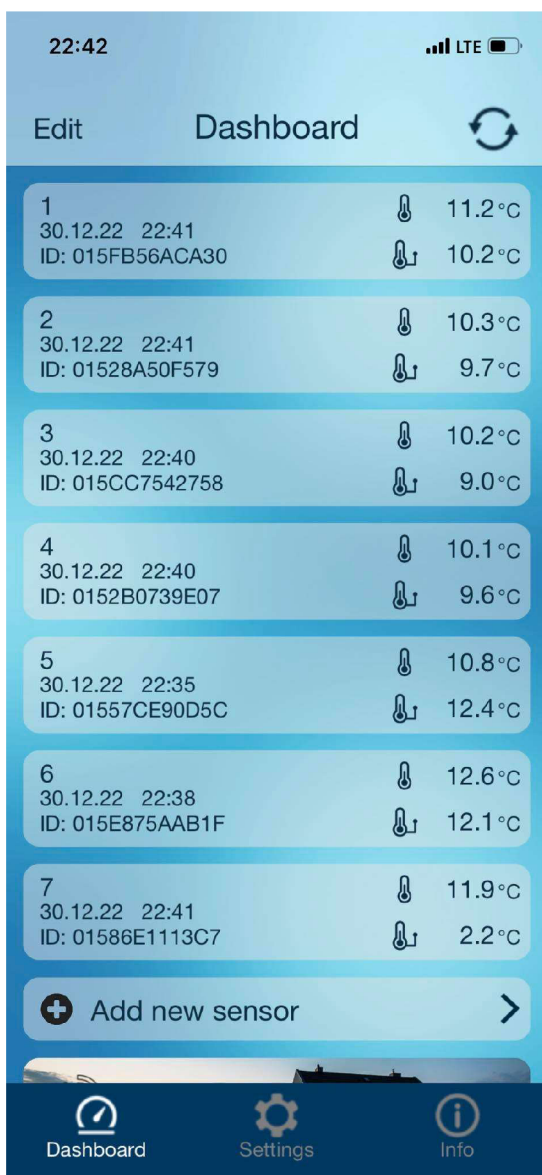 22:42 LTE
Edit Dashboard
1 11.2 °C
30.12.22 22:41
ID: 015FB56ACA30 10.2 °C
2 10.3 °C
30.12.22 22:41
ID: 01528A50F579 9.7 °C
3 10.2 °C
30.12.22 22:40
ID: 015CC7542758 9.0 °C
4 10.1 °C
30.12.22 22:40
ID: 0152B0739E07 9.6 °C
5 10.8 °C
30.12.22 22:35
ID: 01557CE90D5C 12.4 °C
6 12.6 °C
30.12.22 22:38
ID: 015E875AAB1F 12.1 °C
7 11.9 °C
30.12.22 22:41
ID: 01586E1113C7 2.2 °C
Add new sensor
Dashboard Settings Info